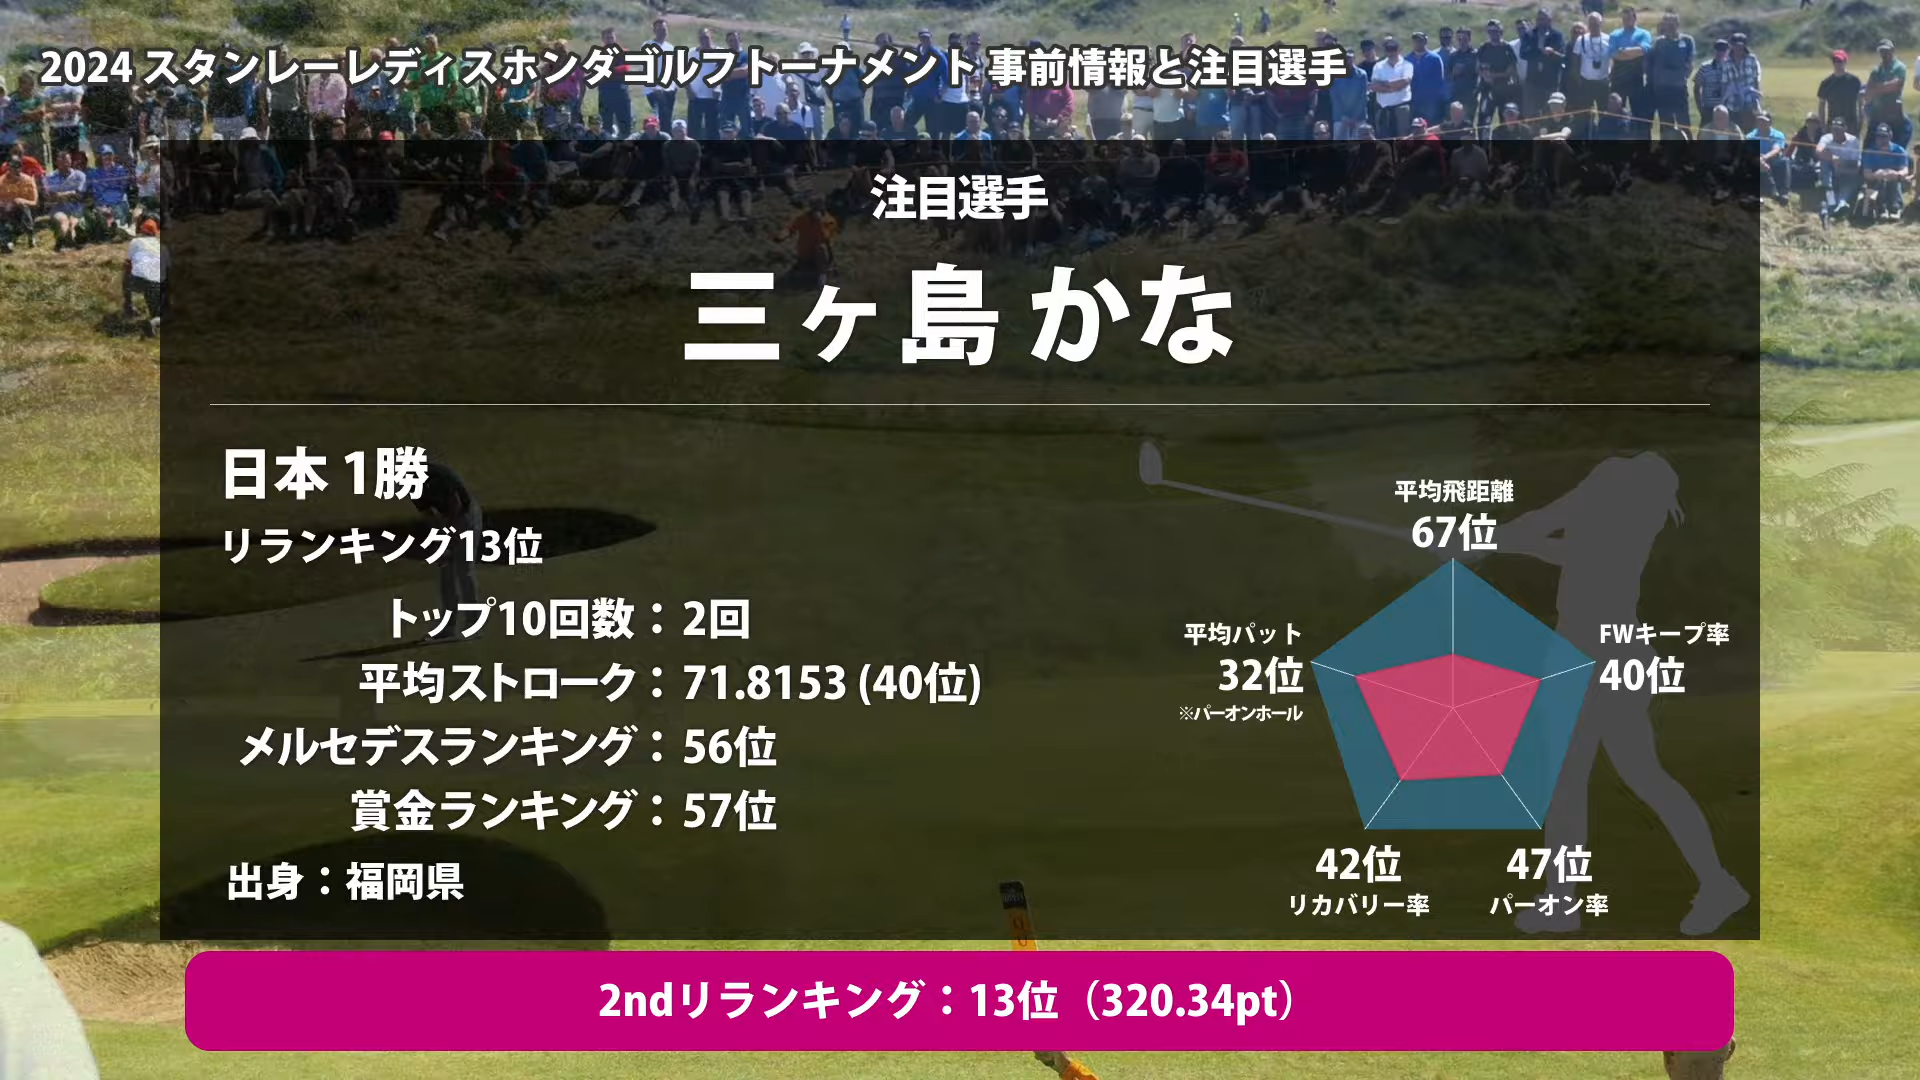 2024 スタンレーレディスホンダゴルフトーナメント 事前情報と注目選手
注目選手
三ヶ島 かな
日本 1勝
リランキング13位
トップ10回数： 2回
平均ストローク： 71.8153 (40位)
メルセデスランキング： 56位
賞金ランキング： 57位
出身：福岡県
平均飛距離
67位
平均パット
32位
※パーオンホール
FWキープ率
40位
42位
リカバリー率
47位
パーオン率
2ndリランキング：13位（320.34pt）